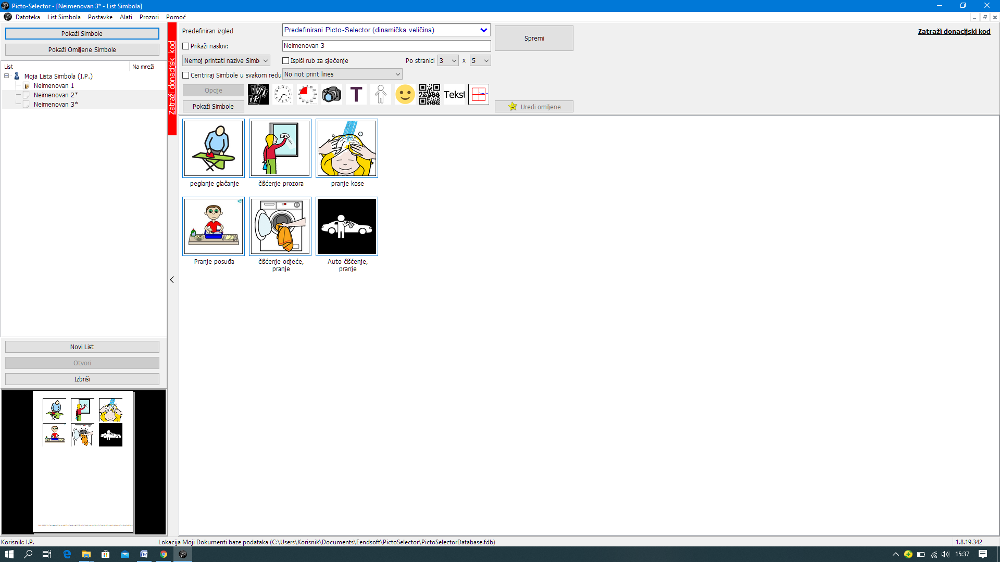 Picto-Selector - [Neimenovan 3* - List Simbola]
Datoteka List Simbola Postavke Alati Prozori Pomoć
Pokaži Simbole
Pokaži Omiljene Simbole
List Na mreži
Moja Lista Simbola (I.P.)
Neimenovan 1
Neimenovan 2*
Neimenovan 3*
Novi List
Otvori
Izbriši
Zatraži donacijski kod
Predefiniran izgled Predefinirani Picto-Selector (dinamička veličina)
Spremi
Zatraži donacijski kod
Prikaži naslov: Neimenovan 3
Nemoj printati nazive Simb Ispiši rub za sječenje Po stranici 3 x 5
Centriraj Simbole u svakom redu No not print lines
Opcije
Pokaži Simbole
T
Tekst
Uredi omiljene
peglanje glačanje čišćenje prozora pranje kose
Pranje posuđa čišćenje odjeće, pranje Auto čišćenje, pranje
Korisnik: I.P. Lokacija Moji Dokumenti baze podataka (C:\Users\Korisnik\Documents\Eendsoft\PictoSelector\PictoSelectorDatabase.fdb) 1.8.19.342
15:37